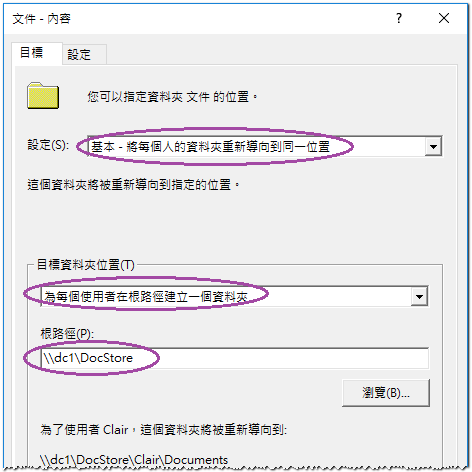 文件 - 內容
? ×
目標 設定
您可以指定資料夾 文件 的位置。
設定(S): 基本 - 將每個人的資料夾重新導向到同一位置
這個資料夾將被重新導向到指定的位置。
目標資料夾位置(T)
為每個使用者在根路徑建立一個資料夾
根路徑(P):
\\dc1\DocStore
瀏覽(B)...
為了使用者 Clair，這個資料夾將被重新導向到:
\\dc1\DocStore\Clair\Documents